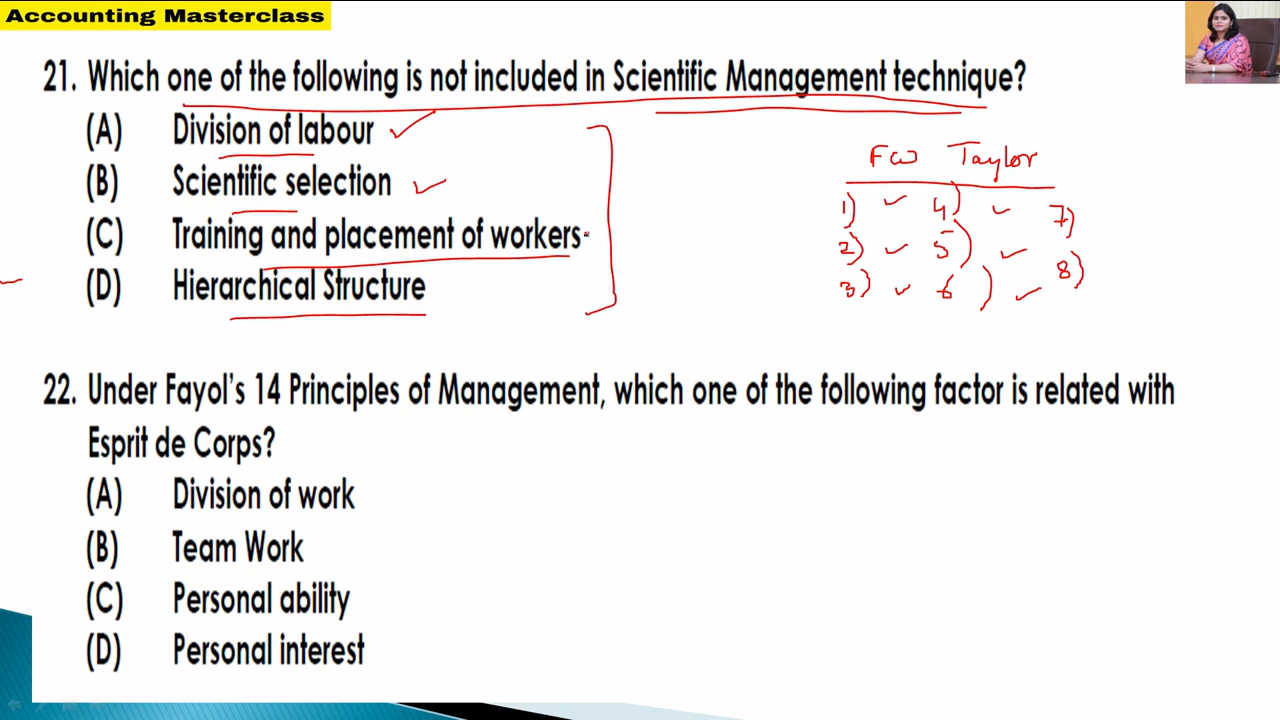 Accounting Masterclass
21. Which one of the following is not included in Scientific Management technique?
(A) Division of labour
(B) Scientific selection
(C) Training and placement of workers
(D) Hierarchical Structure
FW Taylor
1) 4) 7)
2) 5)
3) 6) 8)
22. Under Fayol's 14 Principles of Management, which one of the following factor is related with
Esprit de Corps?
(A) Division of work
(B) Team Work
(C) Personal ability
(D) Personal interest